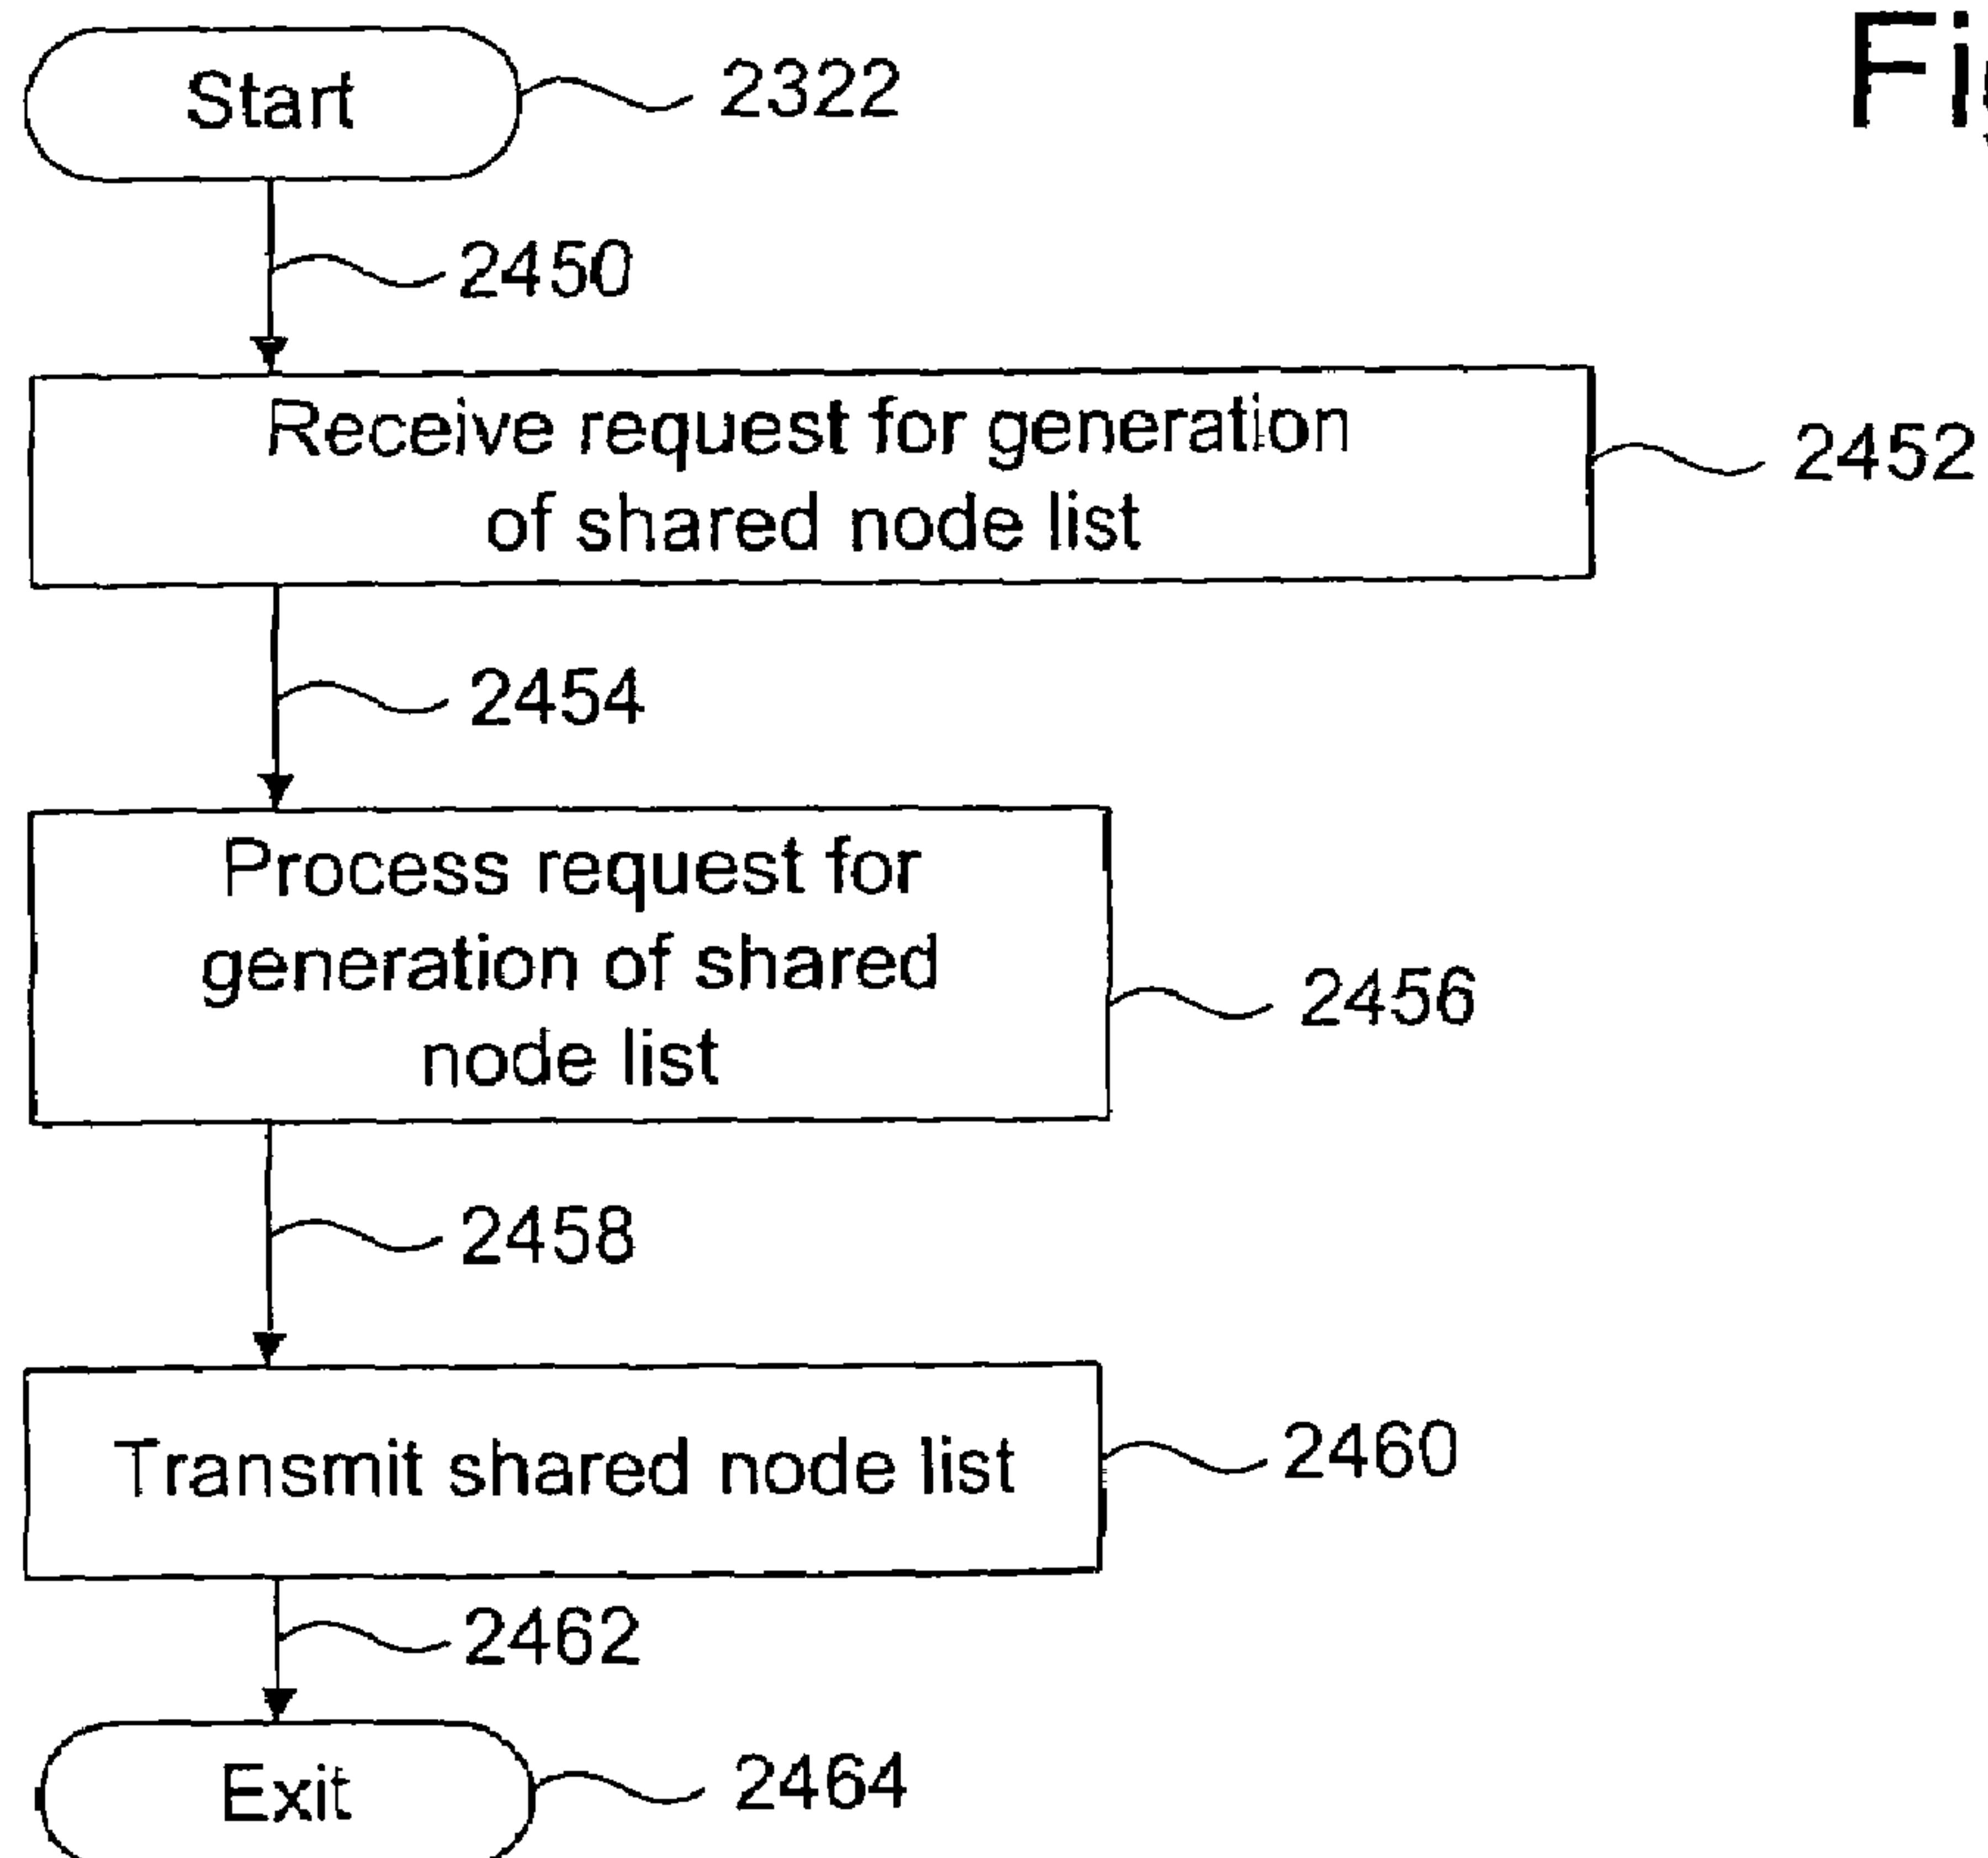 Start
2322
2450
Receive request for generation
of shared node list
2452
2454
Process request for
generation of shared
node list
2456
2458
Transmit shared node list
2460
2462
Exit
2464